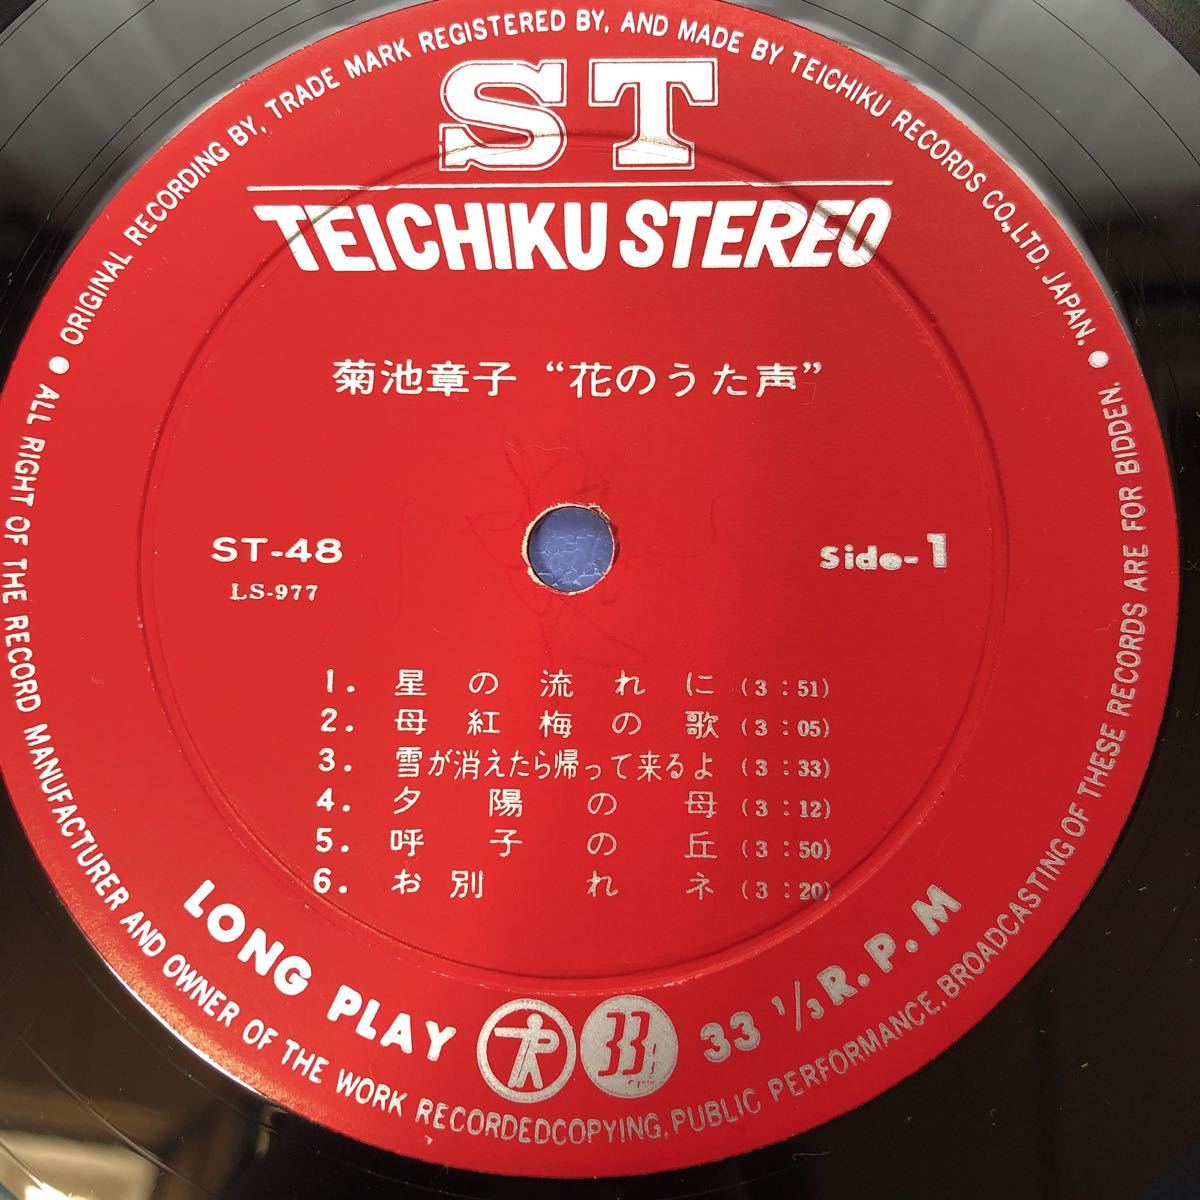 ORIGINAL RECORDING BY, TRADE MARK REGISTERED BY, AND MADE BY TEICHIKU RECORDS CO., LTD. JAPAN.
ST
TEICHIKU STEREO
菊池章子 “花のうた声”
ST-48
LS-977
Side-1
1. 星の流れに (3:51)
2. 母紅梅の歌 (3:05)
3. 雪が消えたら帰って来るよ (3:33)
4. 夕陽の母 (3:12)
5. 呼子の丘 (3:50)
6. お別れネ (3:20)
LONG PLAY 33 1/3 R.P.M
33 1/3
● ALL RIGHT OF THE RECORD MANUFACTURER AND OWNER OF THE WORK RECORDEDCOPYING, PUBLIC PERFORMANCE, BROADCASTING OF THESE RECORDS ARE FOR BIDDEN. ●